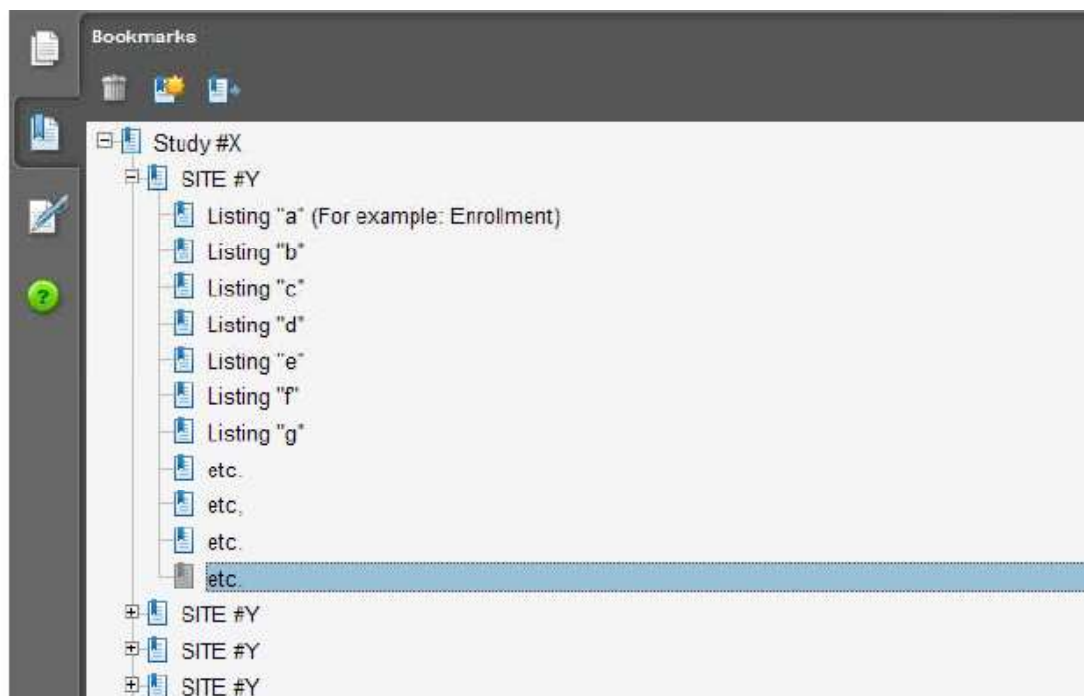 Bookmarks
Study #X
SITE #Y
Listing "a" (For example: Enrollment)
Listing "b"
Listing "c"
Listing "d"
Listing "e"
Listing "f"
Listing "g"
etc.
etc,
etc.
etc.
SITE #Y
SITE #Y
SITE #Y